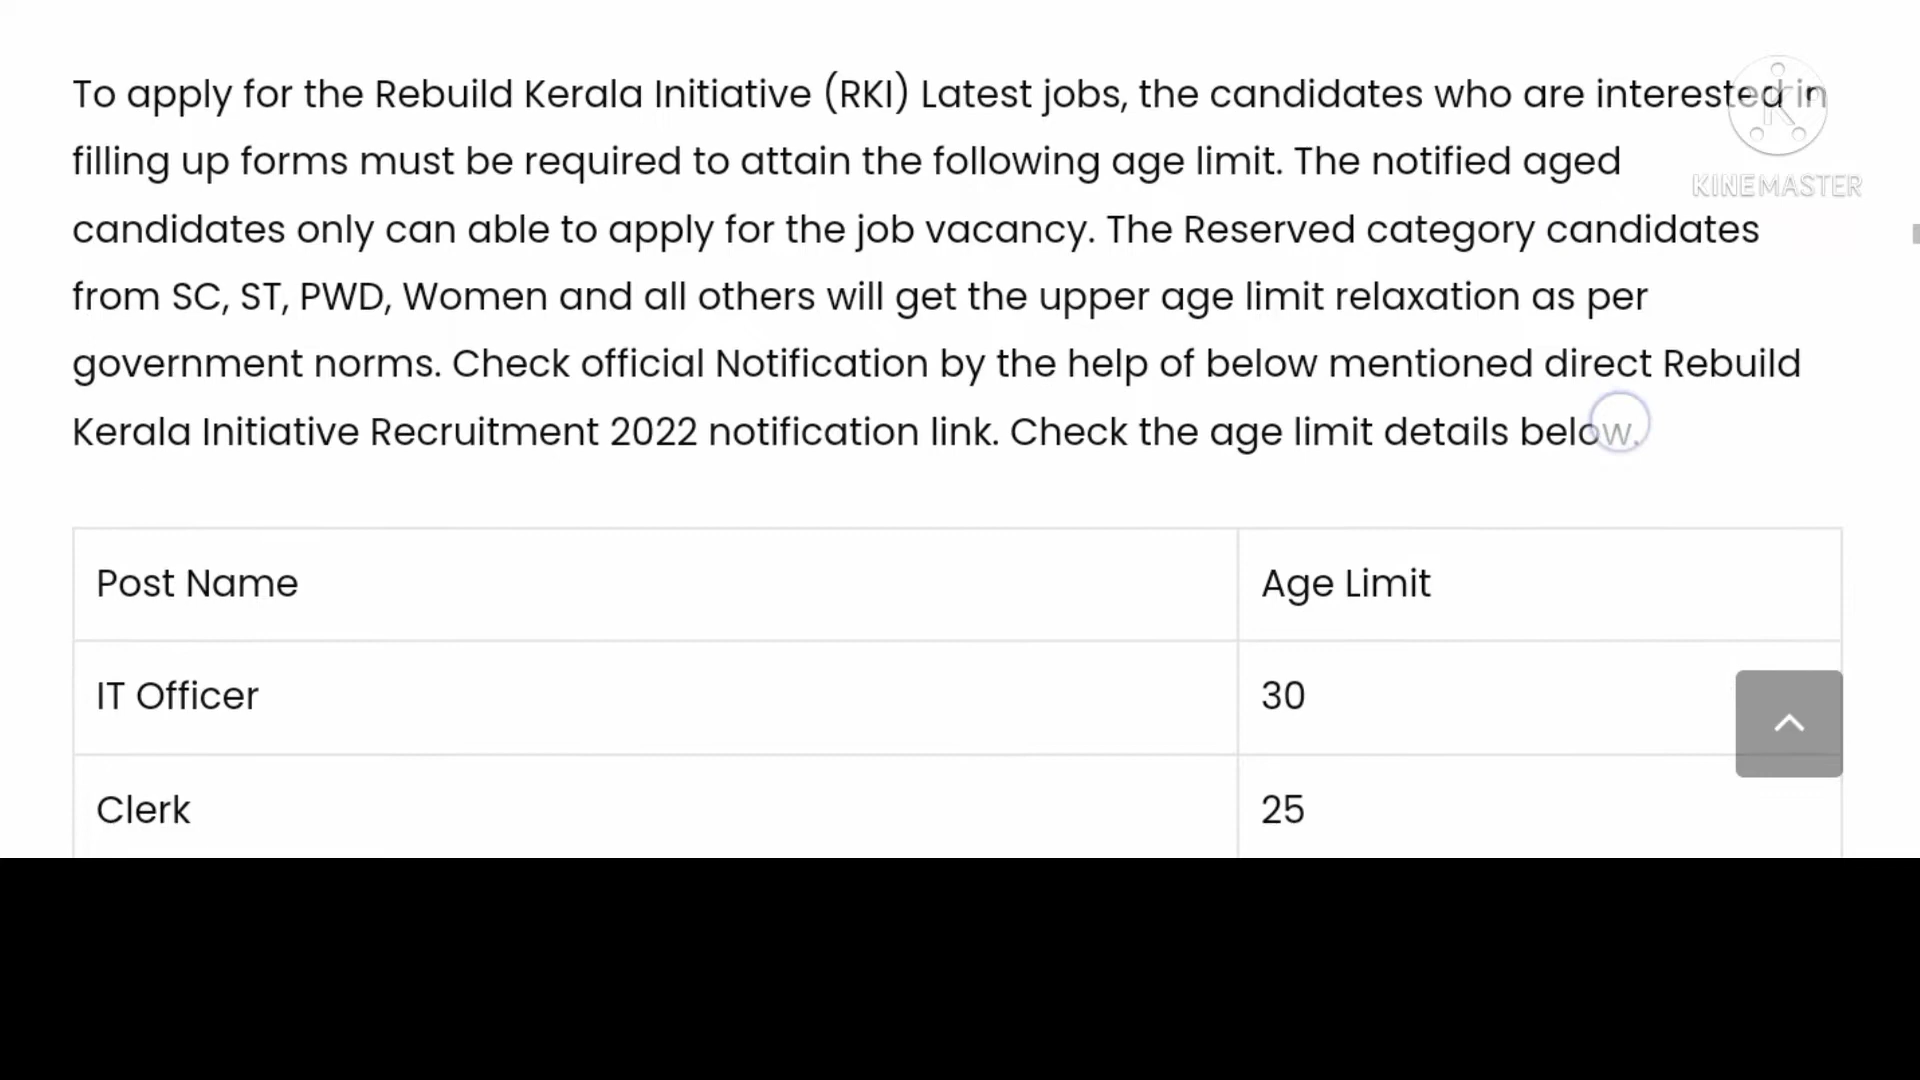 To apply for the Rebuild Kerala Initiative (RKI) Latest jobs, the candidates who are interested in
filling up forms must be required to attain the following age limit. The notified aged
KINEMASTER
candidates only can able to apply for the job vacancy. The Reserved category candidates
from SC, ST, PWD, Women and all others will get the upper age limit relaxation as per
government norms. Check official Notification by the help of below mentioned direct Rebuild
Kerala Initiative Recruitment 2022 notification link. Check the age limit details below.
Post Name Age Limit
IT Officer 30
Clerk 25